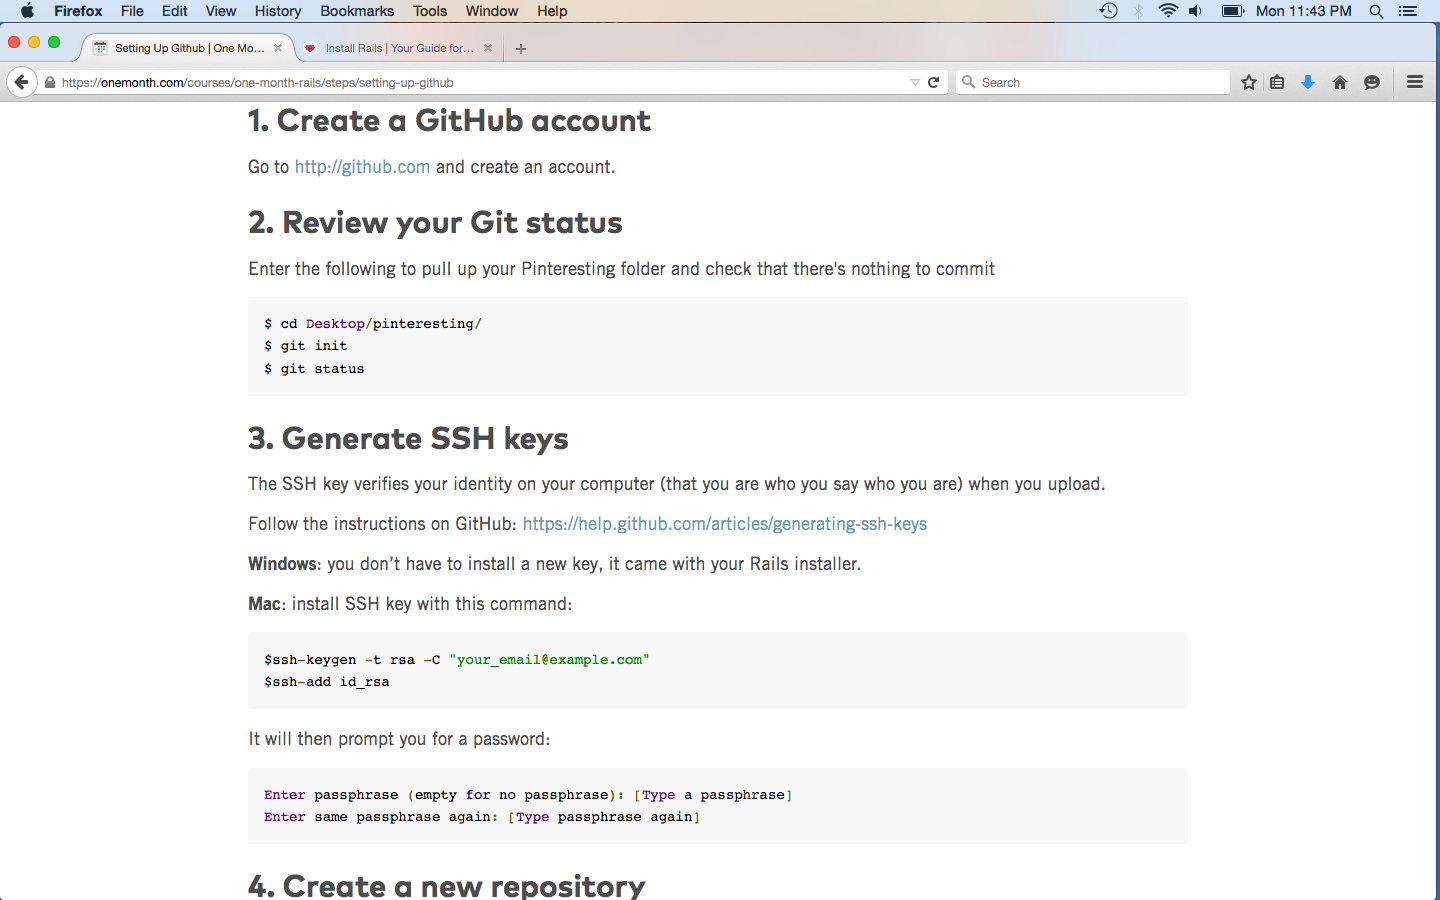 Firefox File Edit View History Bookmarks Tools Window Help Mon 11:43 PM
Setting Up Github | One Mo... Install Rails | Your Guide for...
https://onemonth.com/courses/one-month-rails/steps/setting-up-github Search
1. Create a GitHub account
Go to http://github.com and create an account.
2. Review your Git status
Enter the following to pull up your Pinteresting folder and check that there's nothing to commit
$ cd Desktop/pinteresting/
$ git init
$ git status
3. Generate SSH keys
The SSH key verifies your identity on your computer (that you are who you say who you are) when you upload.
Follow the instructions on GitHub: https://help.github.com/articles/generating-ssh-keys
Windows: you don’t have to install a new key, it came with your Rails installer.
Mac: install SSH key with this command:
$ssh-keygen -t rsa -C "your_email@example.com"
$ssh-add id_rsa
It will then prompt you for a password:
Enter passphrase (empty for no passphrase): [Type a passphrase]
Enter same passphrase again: [Type passphrase again]
4. Create a new repository